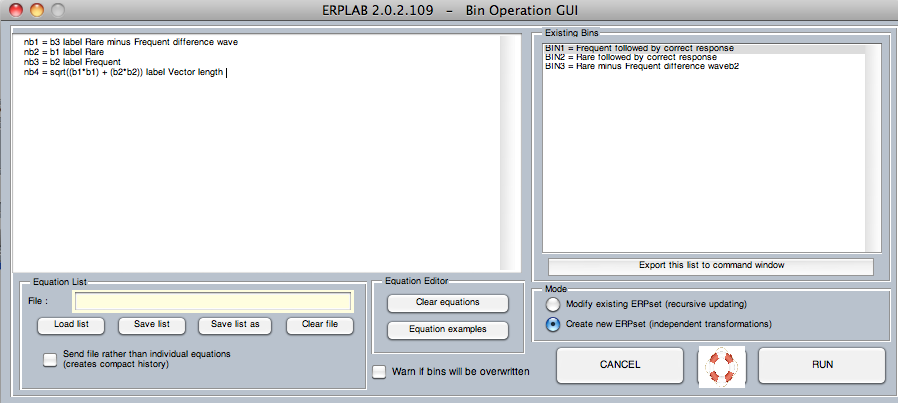 ERPLAB 2.0.2.109 - Bin Operation GUI
nb1 = b3 label Rare minus Frequent difference wave
nb2 = b1 label Rare
nb3 = b2 label Frequent
nb4 = sqrt((b1*b1) + (b2*b2)) label Vector length
Existing Bins
BIN1 = Frequent followed by correct response
BIN2 = Rare followed by correct response
BIN3 = Rare minus Frequent difference waveb2
Export this list to command window
Equation List
File :
Load list
Save list
Save list as
Clear file
Send file rather than individual equations
(creates compact history)
Equation Editor
Clear equations
Equation examples
Warn if bins will be overwritten
Mode
Modify existing ERPset (recursive updating)
Create new ERPset (independent transformations)
CANCEL
RUN